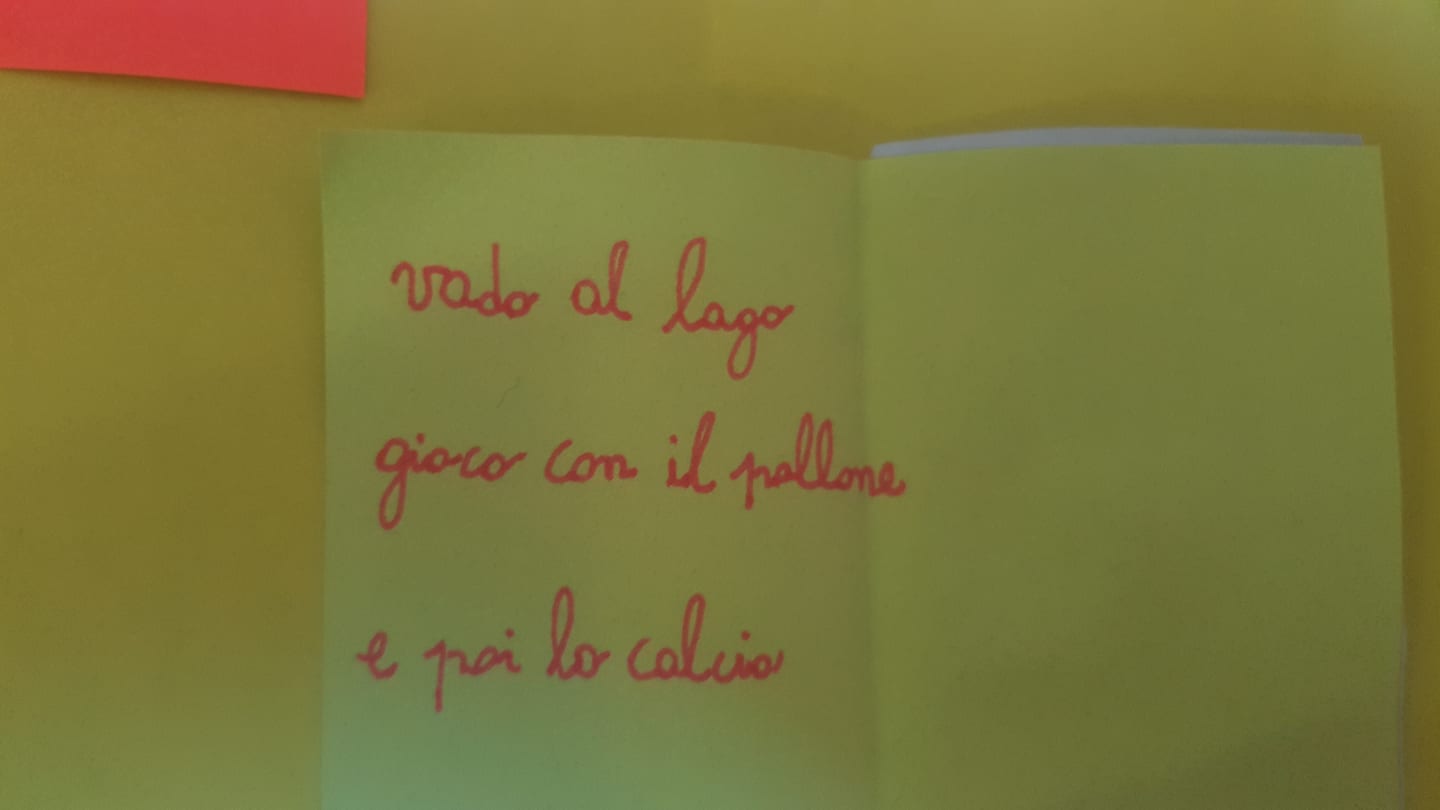 vado al lago
gioco con il pallone
e poi lo calcio